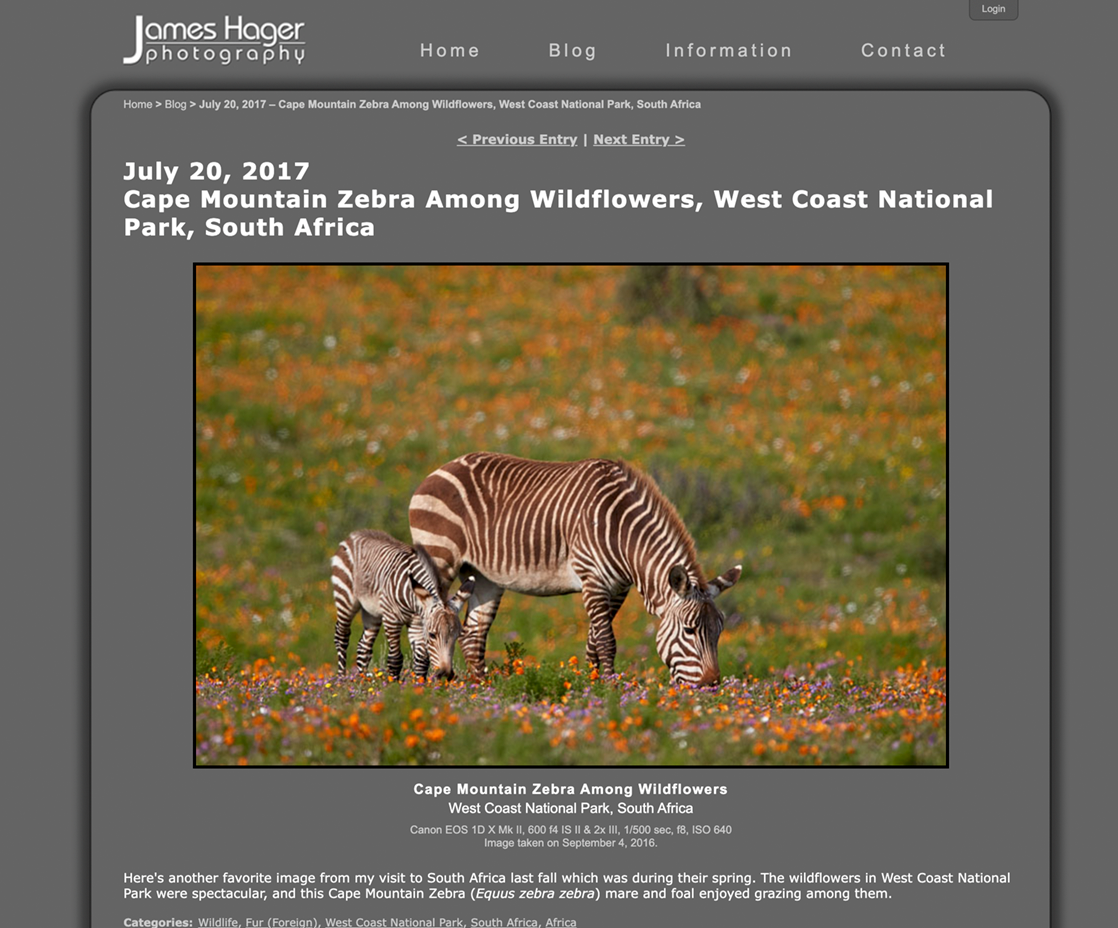 Login
James Hager
photography
Home Blog Information Contact
Home > Blog > July 20, 2017 – Cape Mountain Zebra Among Wildflowers, West Coast National Park, South Africa
< Previous Entry | Next Entry >
July 20, 2017
Cape Mountain Zebra Among Wildflowers, West Coast National
Park, South Africa
Cape Mountain Zebra Among Wildflowers
West Coast National Park, South Africa
Canon EOS 1D X Mk II, 600 f4 IS II & 2x III, 1/500 sec, f8, ISO 640
Image taken on September 4, 2016.
Here's another favorite image from my visit to South Africa last fall which was during their spring. The wildflowers in West Coast National
Park were spectacular, and this Cape Mountain Zebra (Equus zebra zebra) mare and foal enjoyed grazing among them.
Categories: Wildlife, Fur (Foreign), West Coast National Park, South Africa, Africa